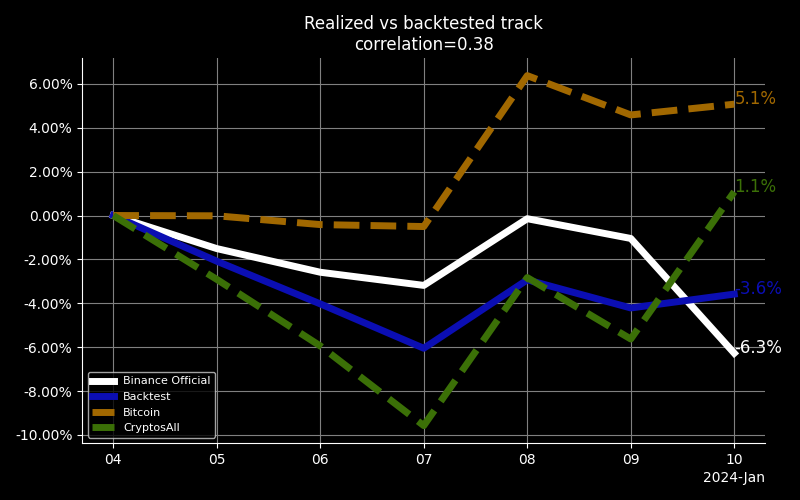 Realized vs backtested track
correlation=0.38
6.00%
4.00%
2.00%
0.00%
-2.00%
-4.00%
-6.00%
-8.00%
-10.00%
5.1%
1.1%
-3.6%
-6.3%
Binance Official
Backtest
Bitcoin
CryptosAll
04 05 06 07 08 09 10
2024-Jan